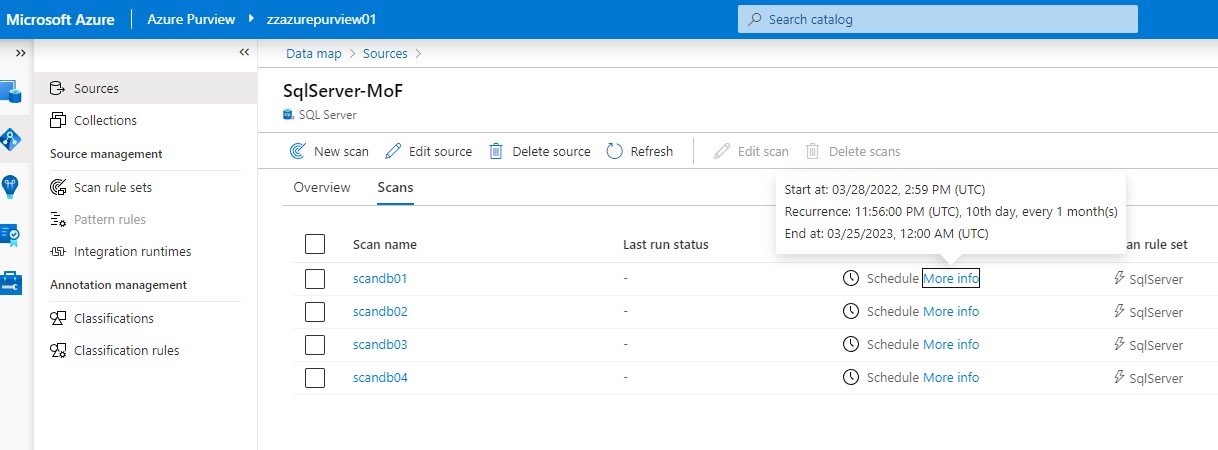 Microsoft Azure Azure Purview zzazurepurview01 Search catalog
Data map Sources
SqlServer-MoF
SQL Server
Sources
Collections
Source management
Scan rule sets
Pattern rules
Integration runtimes
Annotation management
Classifications
Classification rules
New scan Edit source Delete source Refresh Edit scan Delete scans
Overview Scans
Start at: 03/28/2022, 2:59 PM (UTC)
Recurrence: 11:56:00 PM (UTC), 10th day, every 1 month(s)
End at: 03/25/2023, 12:00 AM (UTC)
Scan name Last run status rule set
scandb01 - Schedule More info SqlServer
scandb02 - Schedule More info SqlServer
scandb03 - Schedule More info SqlServer
scandb04 - Schedule More info SqlServer